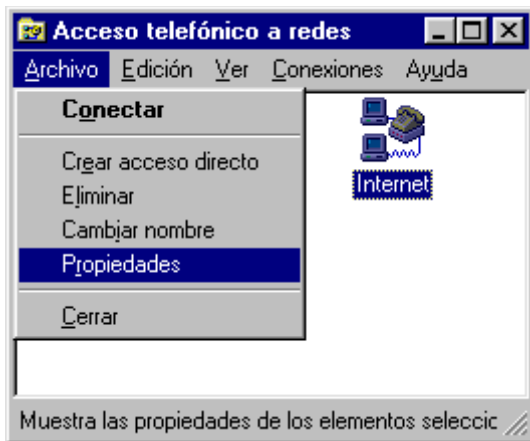 Acceso telefónico a redes
Archivo Edición Ver Conexiones Ayuda
Conectar
Crear acceso directo
Eliminar
Cambiar nombre
Propiedades
Cerrar
Internet
Muestra las propiedades de los elementos seleccic